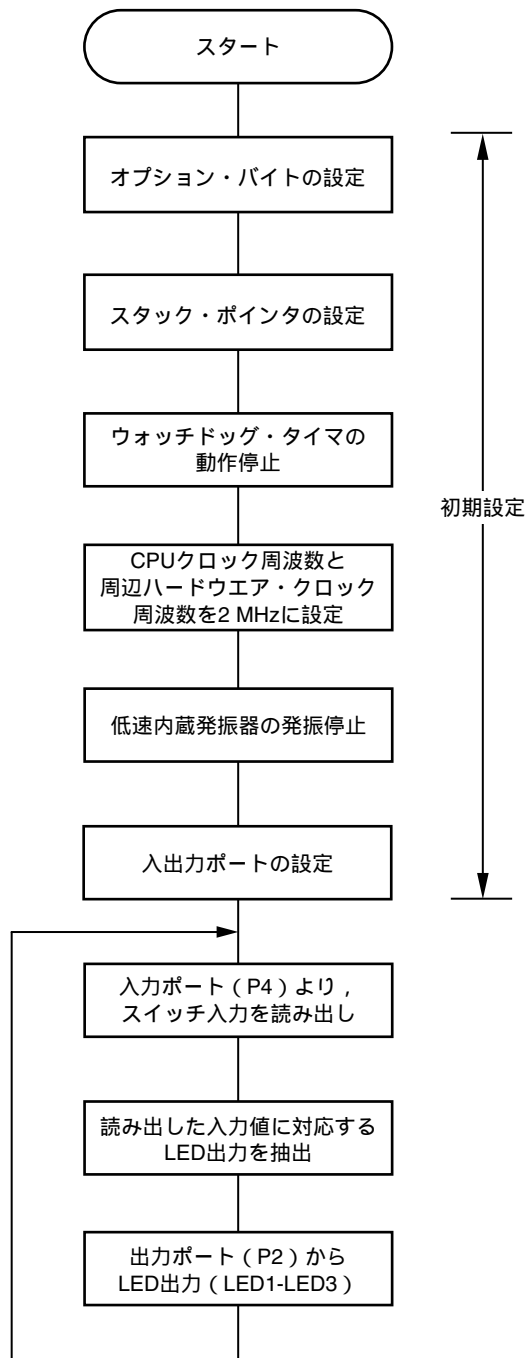 スタート
オプション・バイトの設定
スタック・ポインタの設定
ウォッチドッグ・タイマの
動作停止
初期設定
CPUクロック周波数と
周辺ハードウエア・クロック
周波数を2 MHzに設定
低速内蔵発振器の発振停止
入出力ポートの設定
入力ポート（P4）より，
スイッチ入力を読み出し
読み出した入力値に対応する
LED出力を抽出
出力ポート（P2）から
LED出力（LED1-LED3）